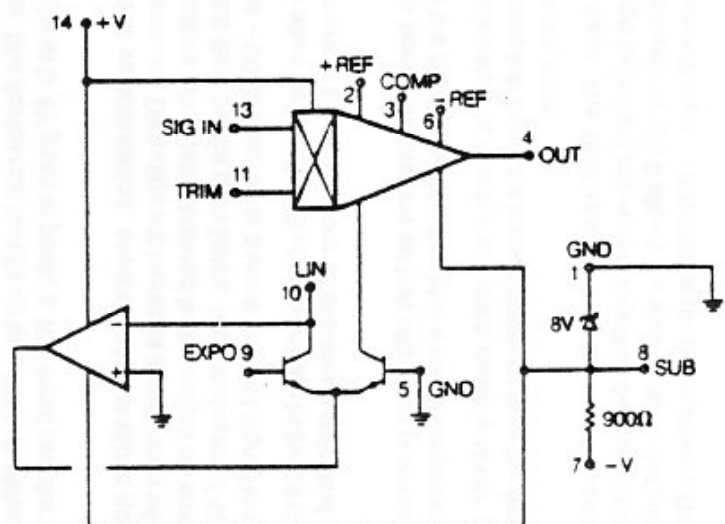 14 +V
+ REF
2
COMP
3
- REF
6
13
SIG IN
4
OUT
11
TRIM
GND
1
LIN
10
8V
-
EXPO 9
8
SUB
+
5
GND
900Ω
7
-V